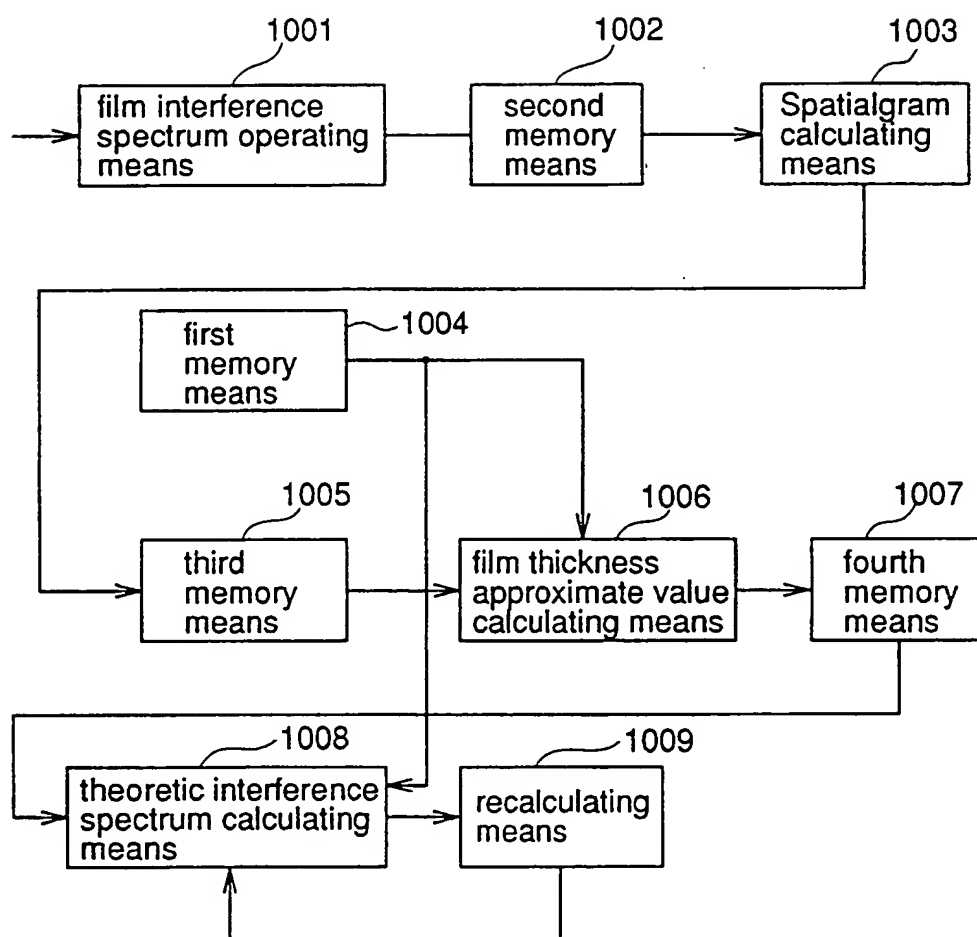 1001
1002
1003
film interference
spectrum operating
means
second
memory
means
Spatialgram
calculating
means
1004
first
memory
means
1005
1006
1007
third
memory
means
film thickness
approximate value
calculating means
fourth
memory
means
1008
1009
theoretic interference
spectrum calculating
means
recalculating
means